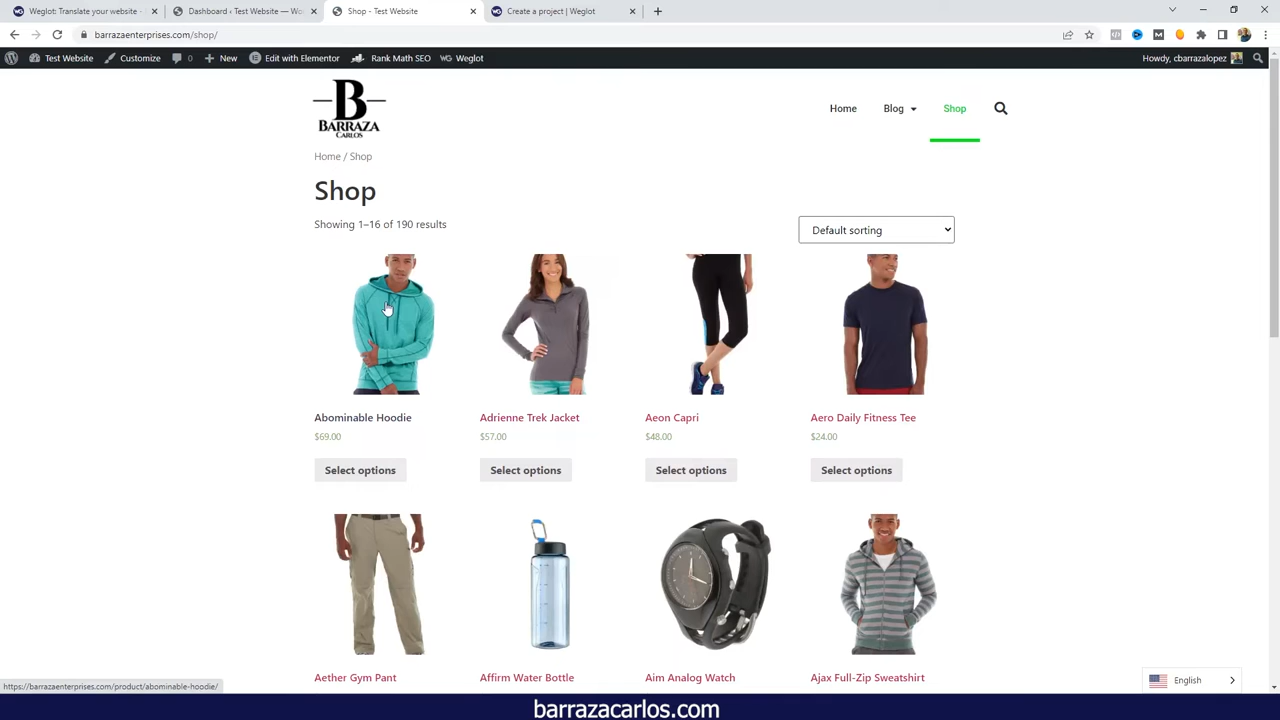 Weglot: Translate your website -
Dashboard ‹ Test Website — Wo
Shop - Test Website
Create a project | Weglot
barrazaenterprises.com/shop/
Test Website
Customize
0
New
Edit with Elementor
Rank Math SEO
WG Weglot
Howdy, cbarrazalopez
B
BARRAZA
CARLOS
Home
Blog
Shop
Home / Shop
Shop
Showing 1–16 of 190 results
Default sorting
Abominable Hoodie
Adrienne Trek Jacket
Aeon Capri
Aero Daily Fitness Tee
$69.00
$57.00
$48.00
$24.00
Select options
Select options
Select options
Select options
Aether Gym Pant
Affirm Water Bottle
Aim Analog Watch
Ajax Full-Zip Sweatshirt
English
https://barrazaenterprises.com/product/abominable-hoodie/
barrazacarlos.com